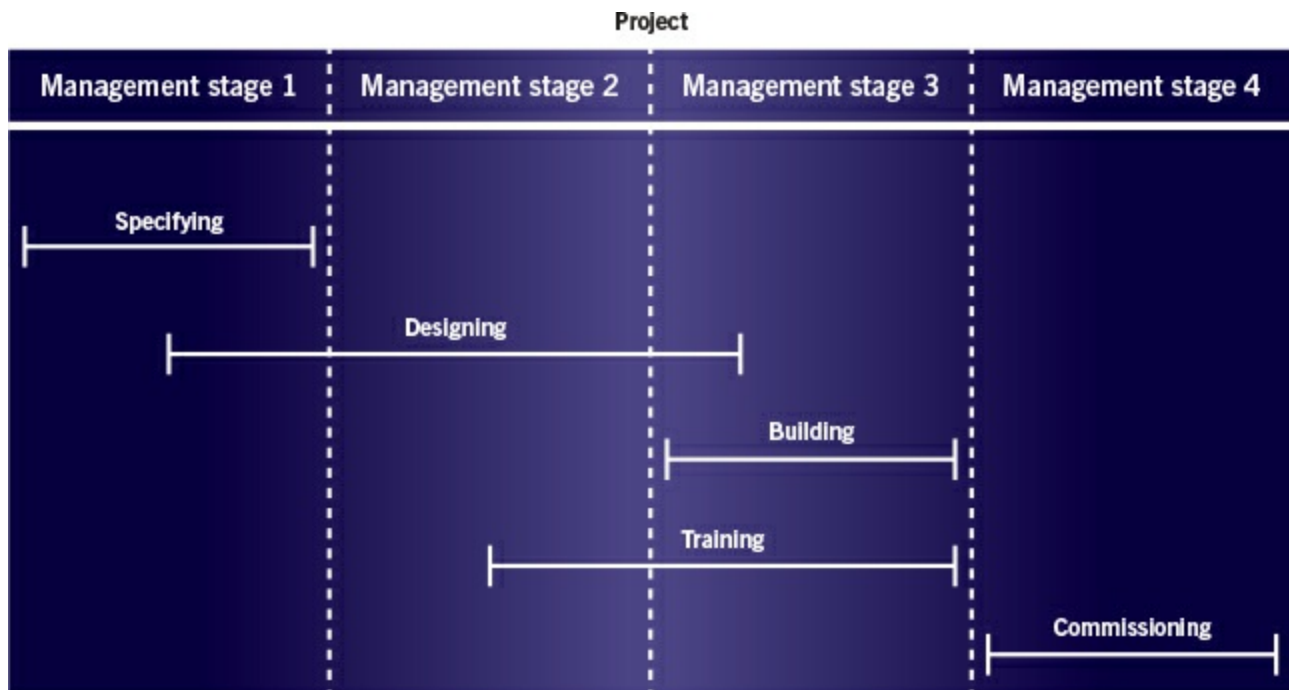 Project
Management stage 1 Management stage 2 Management stage 3 Management stage 4
Specifying
Designing
Building
Training
Commissioning